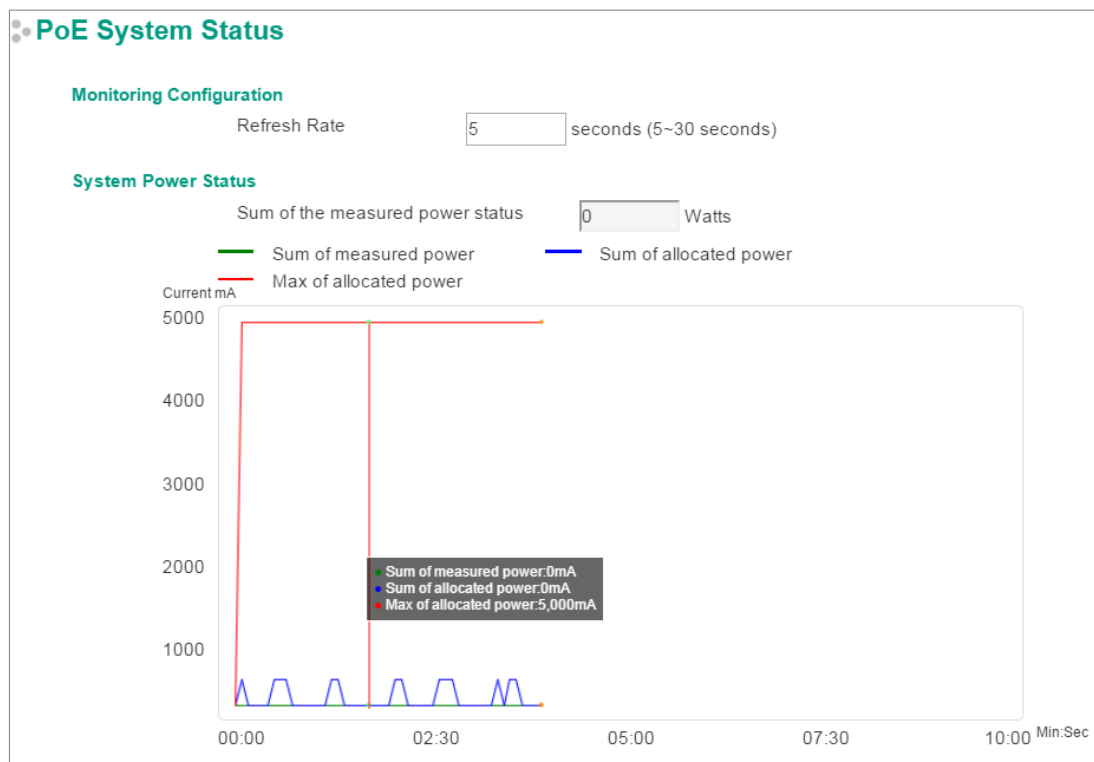 PoE System Status
Monitoring Configuration
Refresh Rate 5 seconds (5~30 seconds)
System Power Status
Sum of the measured power status 0 Watts
Sum of measured power Sum of allocated power
Max of allocated power
Current mA
5000
4000
3000
2000
Sum of measured power:0mA
Sum of allocated power:0mA
Max of allocated power:5,000mA
1000
00:00 02:30 05:00 07:30 10:00 Min:Sec